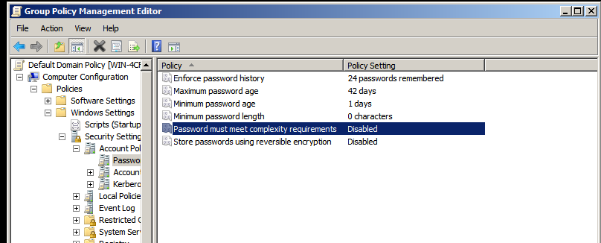 Group Policy Management Editor
File Action View Help
Default Domain Policy [WIN-4CF
Computer Configuration
Policies
Software Settings
Windows Settings
Scripts (Startup
Security Setting
Account Pol
Passwo
Account
Kerberc
Local Policie
Event Log
Restricted G
System Serv
Registry
Policy Policy Setting
Enforce password history 24 passwords remembered
Maximum password age 42 days
Minimum password age 1 days
Minimum password length 0 characters
Password must meet complexity requirements Disabled
Store passwords using reversible encryption Disabled